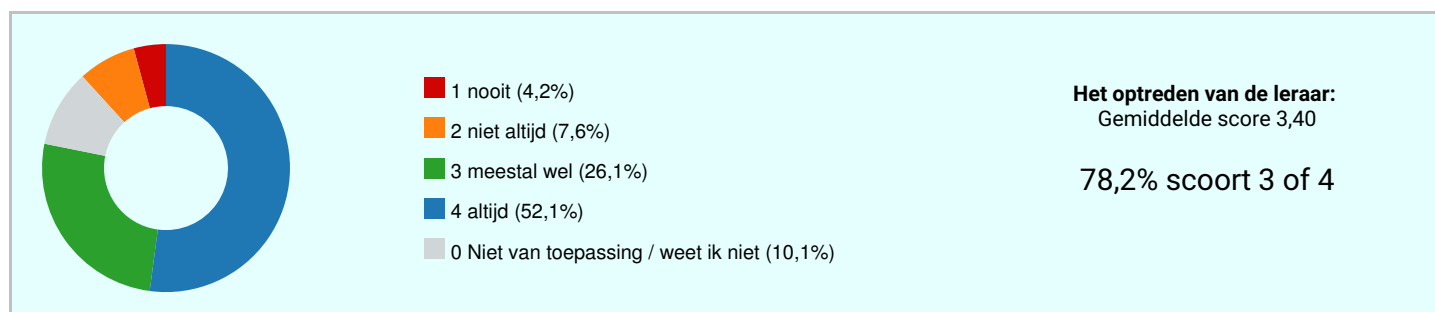 1 nooit (4,2%)
2 niet altijd (7,6%)
3 meestal wel (26,1%)
4 altijd (52,1%)
0 Niet van toepassing / weet ik niet (10,1%)
Het optreden van de leraar:
Gemiddelde score 3,40
78,2% scoort 3 of 4